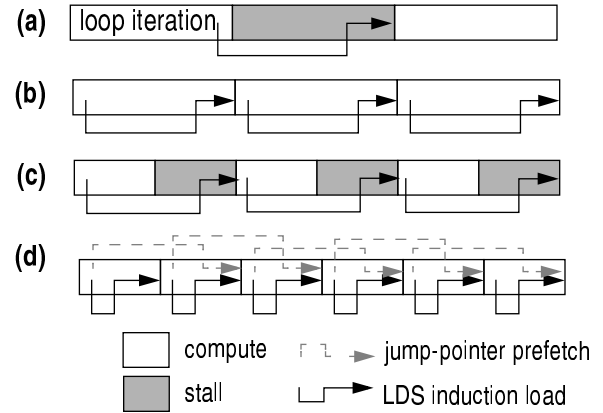 (a) loop iteration
(b)
(c)
(d)
compute
jump-pointer prefetch
stall
LDS induction load